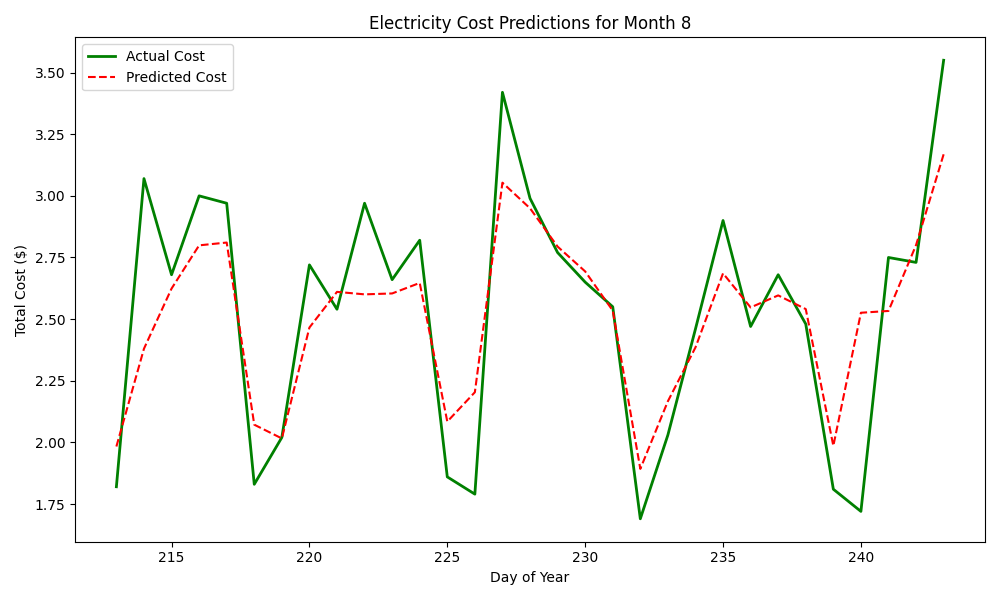 Electricity Cost Predictions for Month 8
Actual Cost
Predicted Cost
Total Cost ($)
3.50
3.25
3.00
2.75
2.50
2.25
2.00
1.75
215 220 225 230 235 240
Day of Year